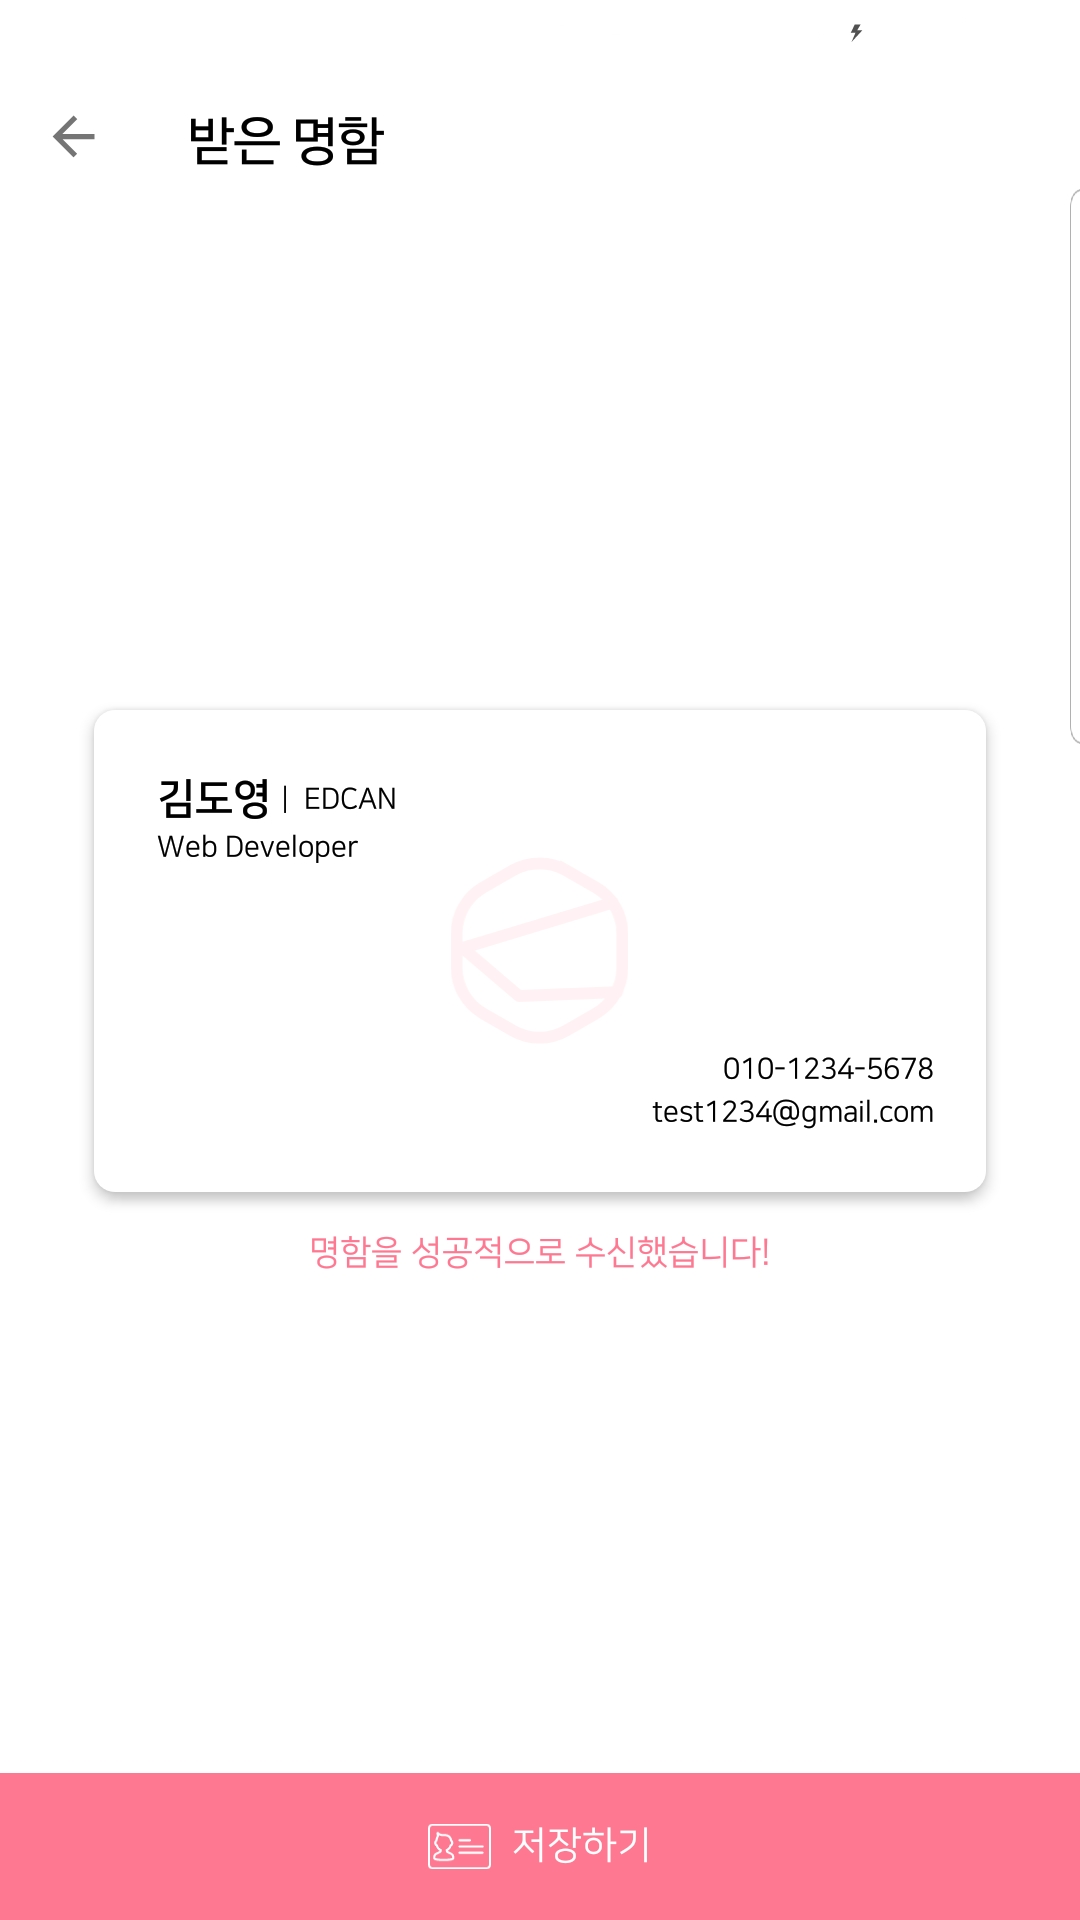 받은 명함
김도영 | EDCAN
Web Developer
010-1234-5678
test1234@gmail.com
명함을 성공적으로 수신했습니다!
저장하기